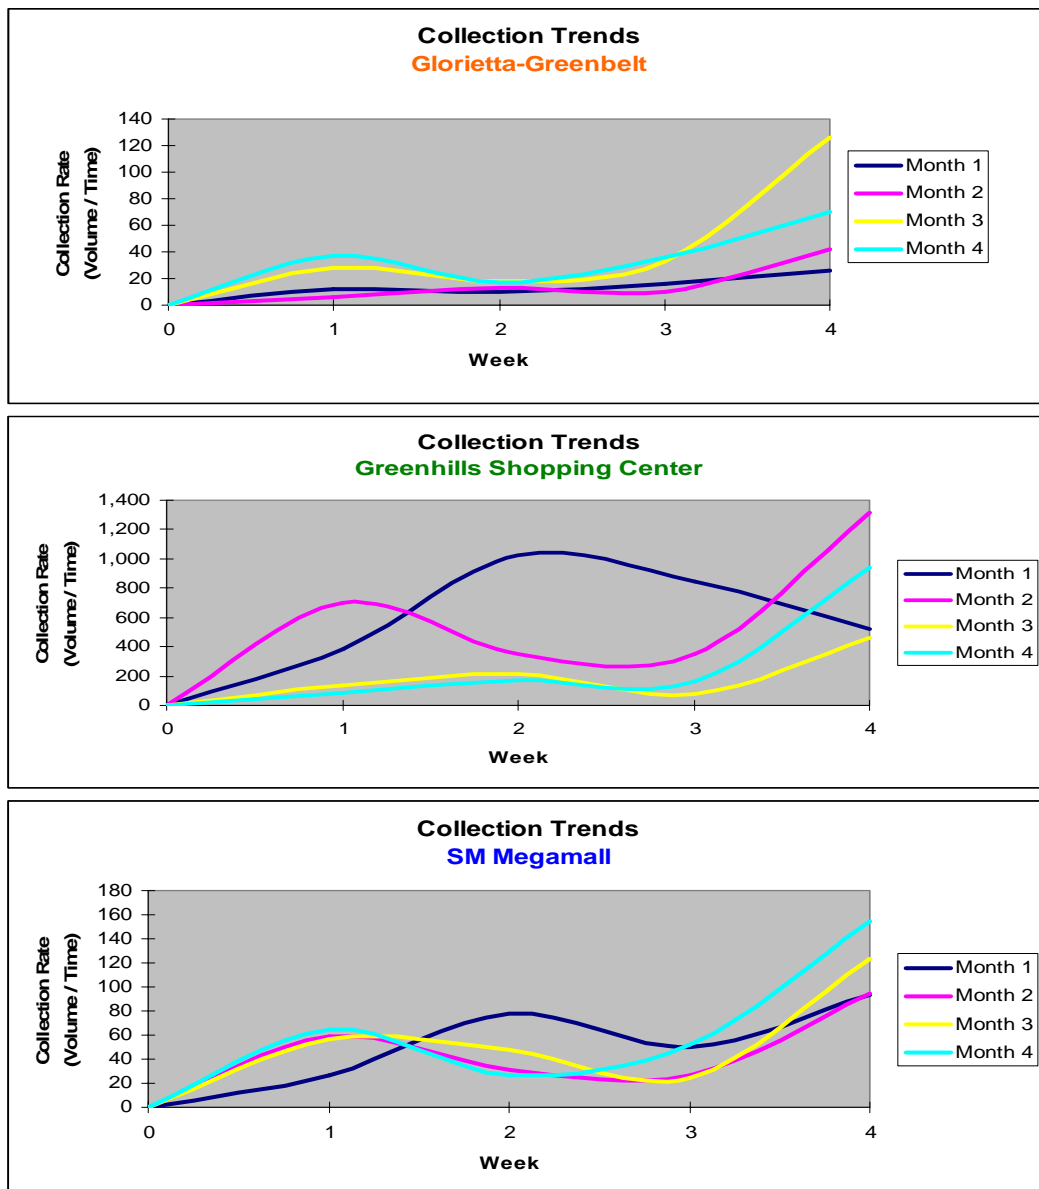 Collection Trends
Glorietta-Greenbelt
140
120
100
80
60
40
20
0
0 1 2 3 4
Collection Rate
(Volume / Time)
Week
Month 1
Month 2
Month 3
Month 4
Collection Trends
Greenhills Shopping Center
1,400
1,200
1,000
800
600
400
200
0
0 1 2 3 4
Collection Rate
(Volume / Time)
Week
Month 1
Month 2
Month 3
Month 4
Collection Trends
SM Megamall
180
160
140
120
100
80
60
40
20
0
0 1 2 3 4
Collection Rate
(Volume / Time)
Week
Month 1
Month 2
Month 3
Month 4